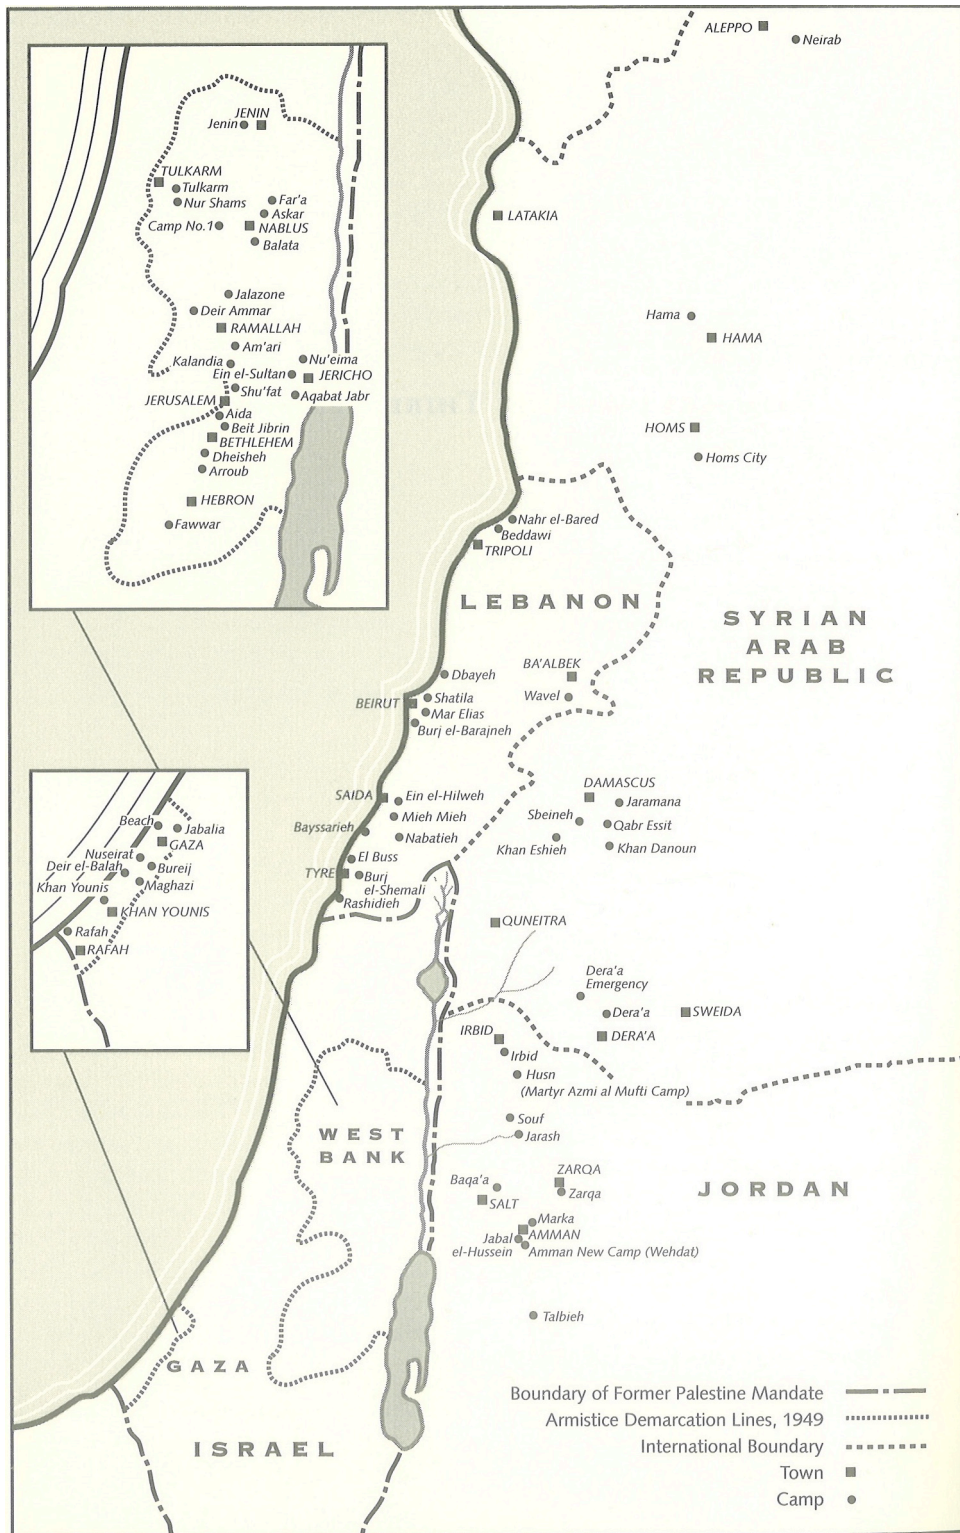 ALEPPO
Neirab
LATAKIA
Hama
HAMA
HOMS
Homs City
Nahr el-Bared
Beddawi
TRIPOLI
LEBANON
SYRIAN
ARAB
REPUBLIC
Dbayeh
BA'ALBEK
Wavel
BEIRUT
Shatila
Mar Elias
Burj el-Barajneh
SAIDA
Ein el-Hilweh
Mieh Mieh
Bayssarieh
Nabatieh
El Buss
TYRE
Burj
el-Shemali
Rashidieh
DAMASCUS
Jaramana
Sbeineh
Qabr Essit
Khan Eshieh
Khan Danoun
QUNEITRA
Dera'a
Emergency
Dera'a
SWEIDA
DERA'A
IRBID
Irbid
Husn
(Martyr Azmi al Mufti Camp)
Souf
Jarash
WEST
BANK
Baqa'a
SALT
ZARQA
Zarqa
JORDAN
Marka
AMMAN
Jabal
el-Hussein
Amman New Camp (Wehdat)
Talbieh
GAZA
ISRAEL
JENIN
Jenin
TULKARM
Tulkarm
Nur Shams
Far'a
Askar
Camp No.1
NABLUS
Balata
Jalazone
Deir Ammar
RAMALLAH
Am'ari
Kalandia
Nu'eima
Ein el-Sultan
JERICHO
Shu'fat
Aqabat Jabr
JERUSALEM
Aida
Beit Jibrin
BETHLEHEM
Dheisheh
Arroub
HEBRON
Fawwar
Beach
Jabalia
GAZA
Nuseirat
Deir el-Balah
Bureij
Maghazi
Khan Younis
KHAN YOUNIS
Rafah
RAFAH
Boundary of Former Palestine Mandate
Armistice Demarcation Lines, 1949
International Boundary
Town
Camp